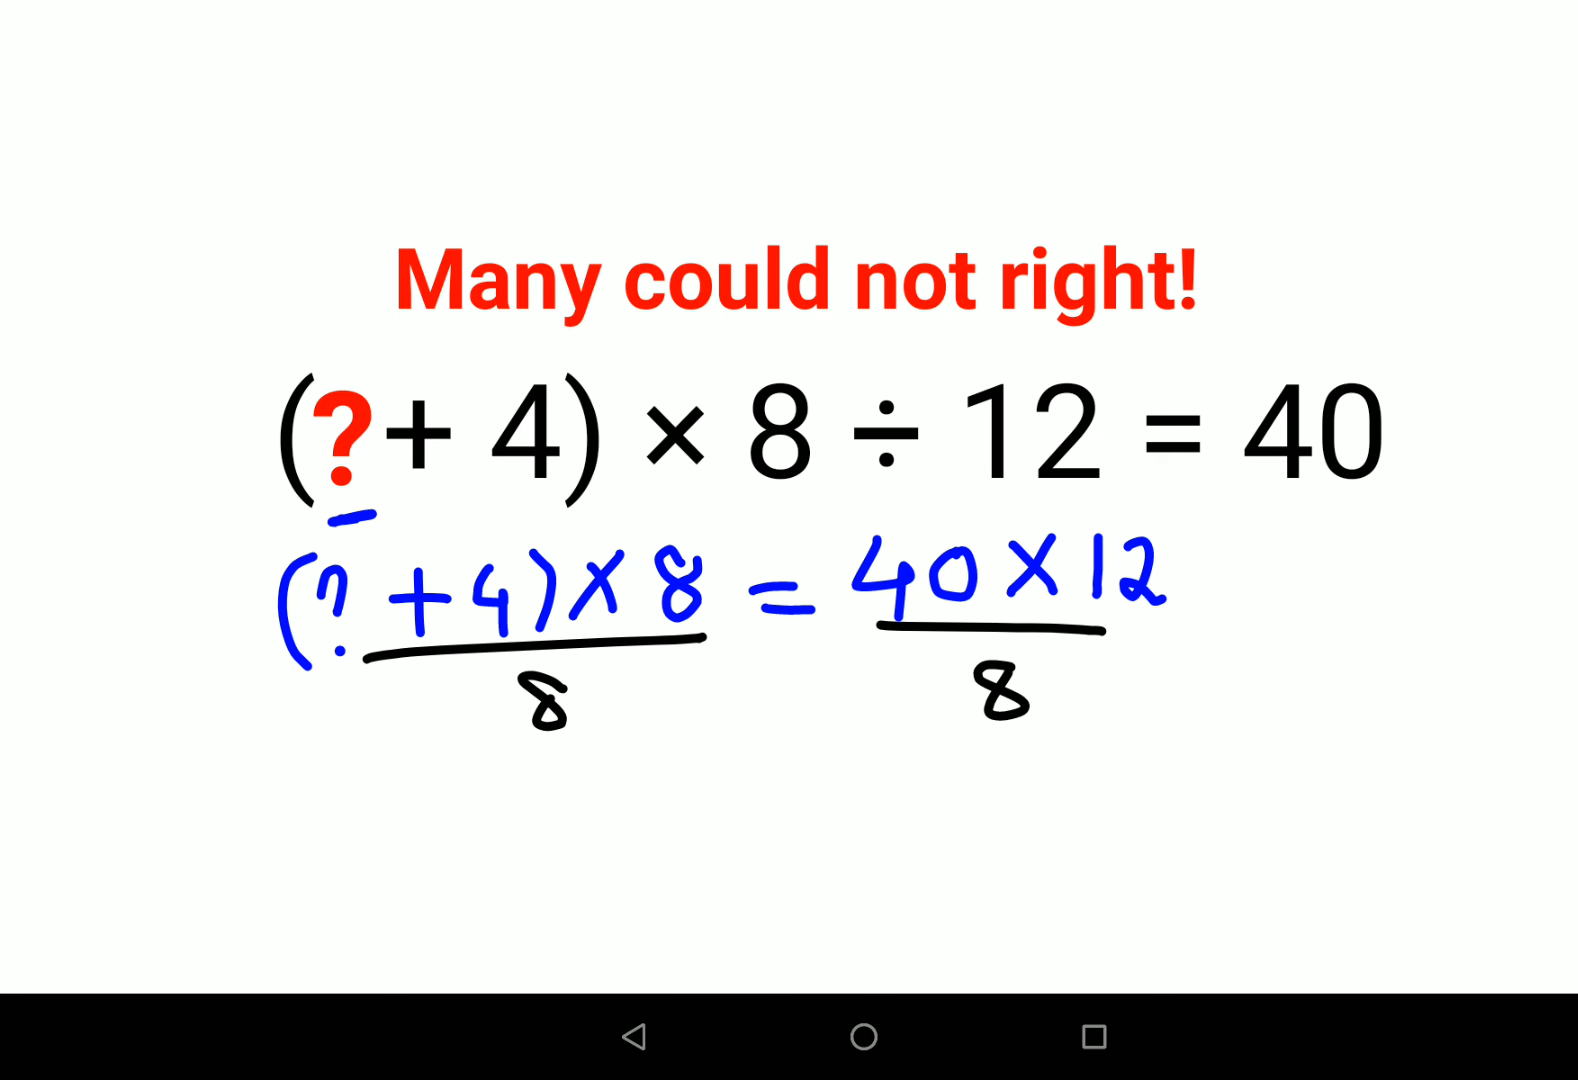 Many could not right!
(?+ 4) × 8 ÷ 12 = 40
(? + 4) × 8 = 40 × 12
8 8